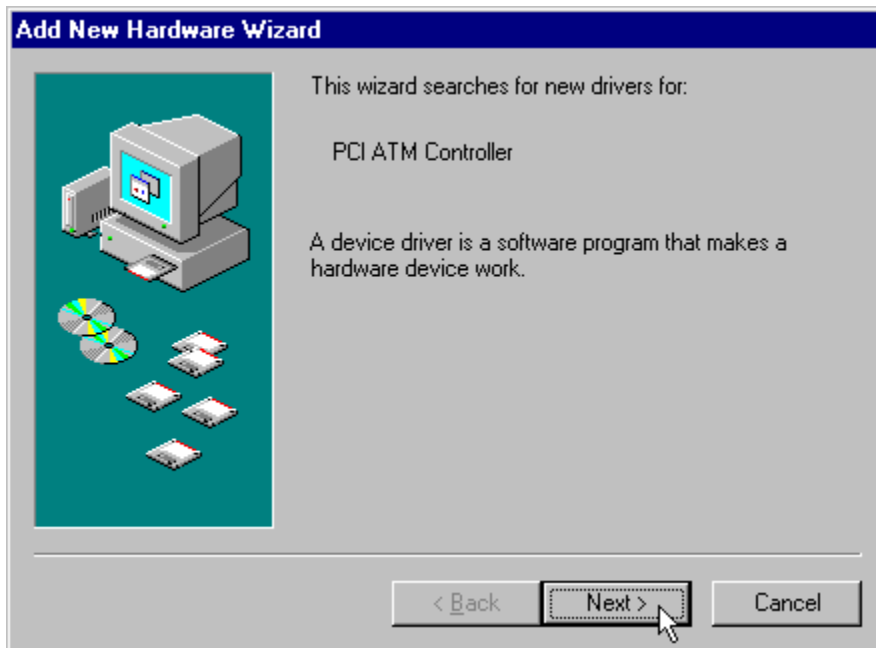 Add New Hardware Wizard
This wizard searches for new drivers for:
PCI ATM Controller
A device driver is a software program that makes a
hardware device work.
< Back
Next >
Cancel